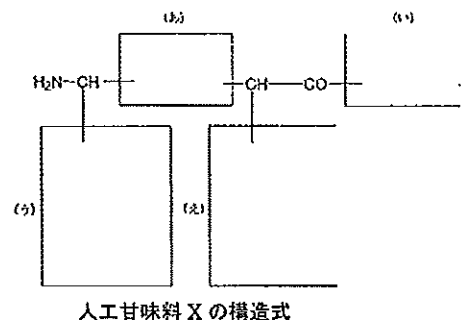 (あ) (い)
H₂N-CH CH CO
(う) (え)
人工甘味料 X の構造式